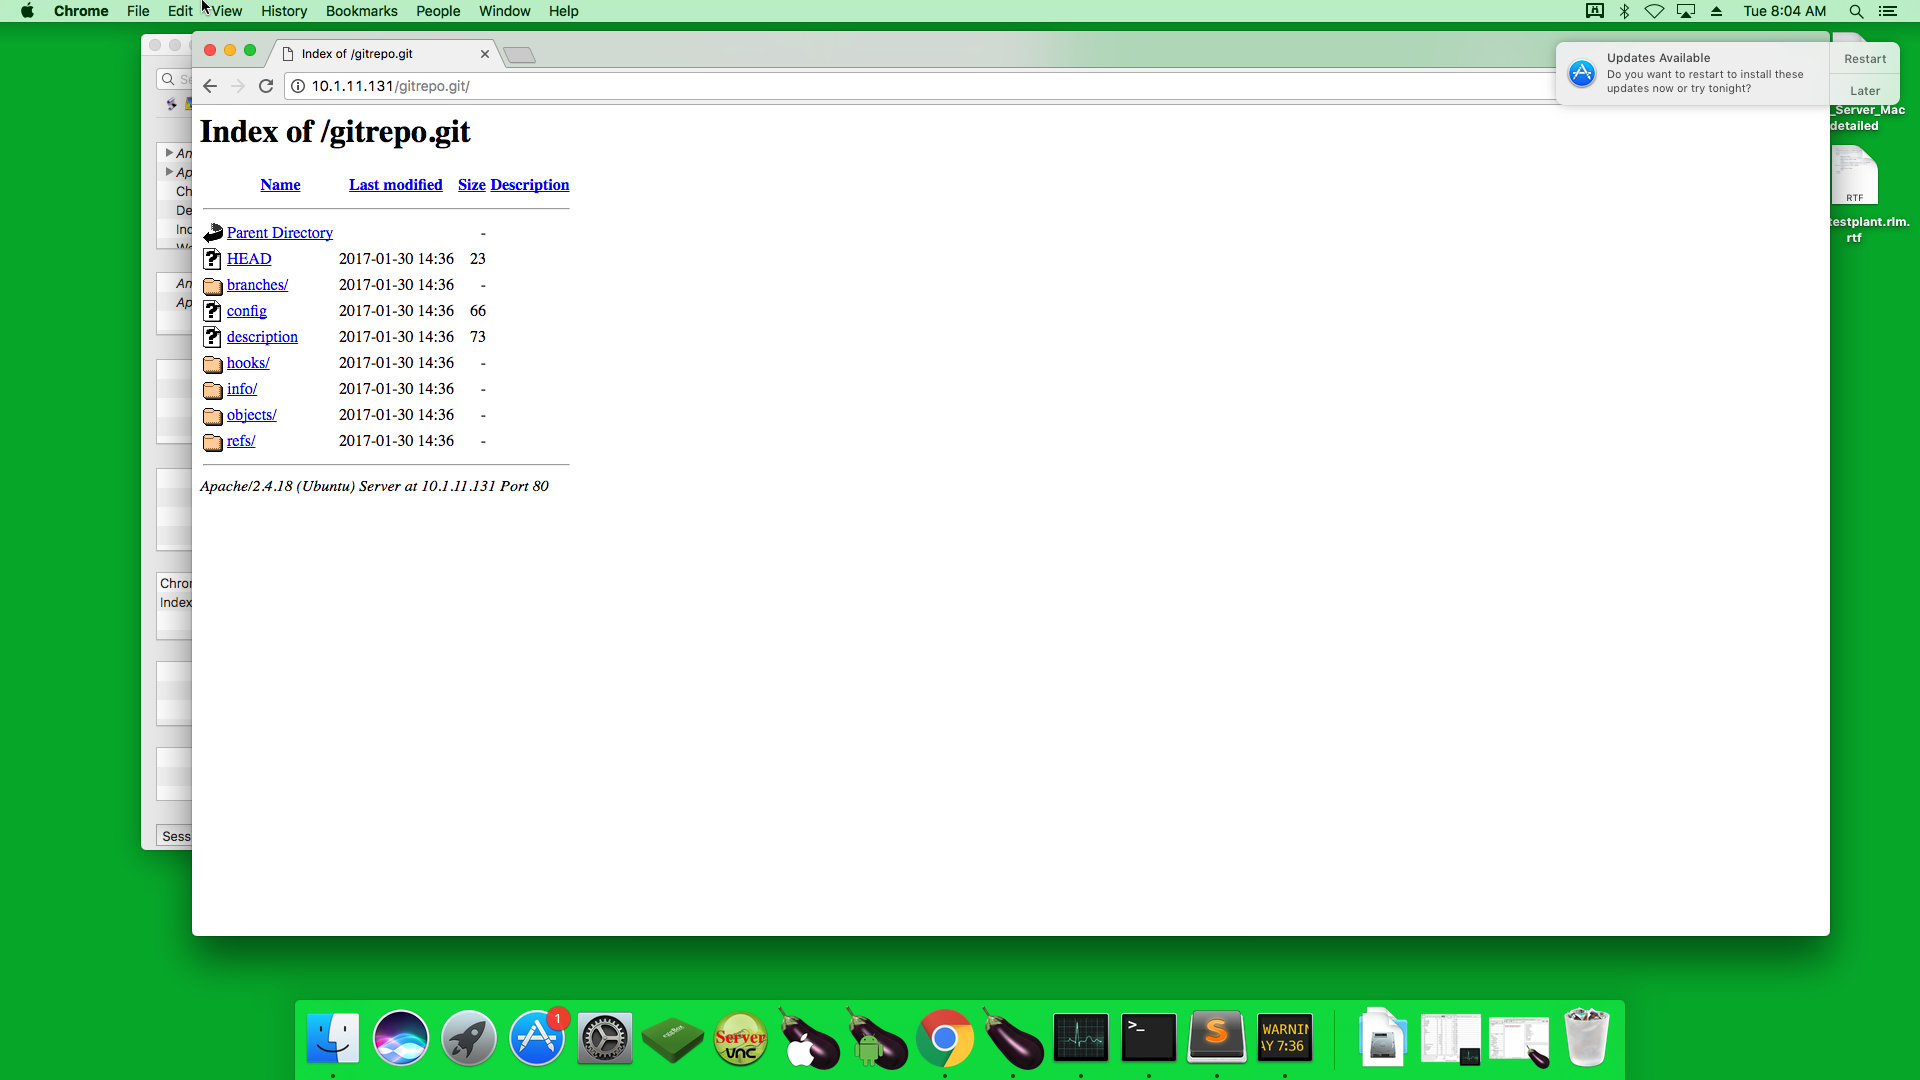 Chrome File Edit View History Bookmarks People Window Help Tue 8:04 AM
Index of /gitrepo.git
10.1.11.131/gitrepo.git/
Updates Available
Do you want to restart to install these
updates now or try tonight?
Restart
Later
_Server_Mac
detailed
RTF
estplant.rlm.
rtf
Se
An
Ap
Ch
De
Ind
An
Ap
Chror
Index
Sess
Index of /gitrepo.git
Name Last modified Size Description
Parent Directory -
HEAD 2017-01-30 14:36 23
branches/ 2017-01-30 14:36 -
config 2017-01-30 14:36 66
description 2017-01-30 14:36 73
hooks/ 2017-01-30 14:36 -
info/ 2017-01-30 14:36 -
objects/ 2017-01-30 14:36 -
refs/ 2017-01-30 14:36 -
Apache/2.4.18 (Ubuntu) Server at 10.1.11.131 Port 80
1
Server
VNC
>_
S
WARNIN
AY 7:36